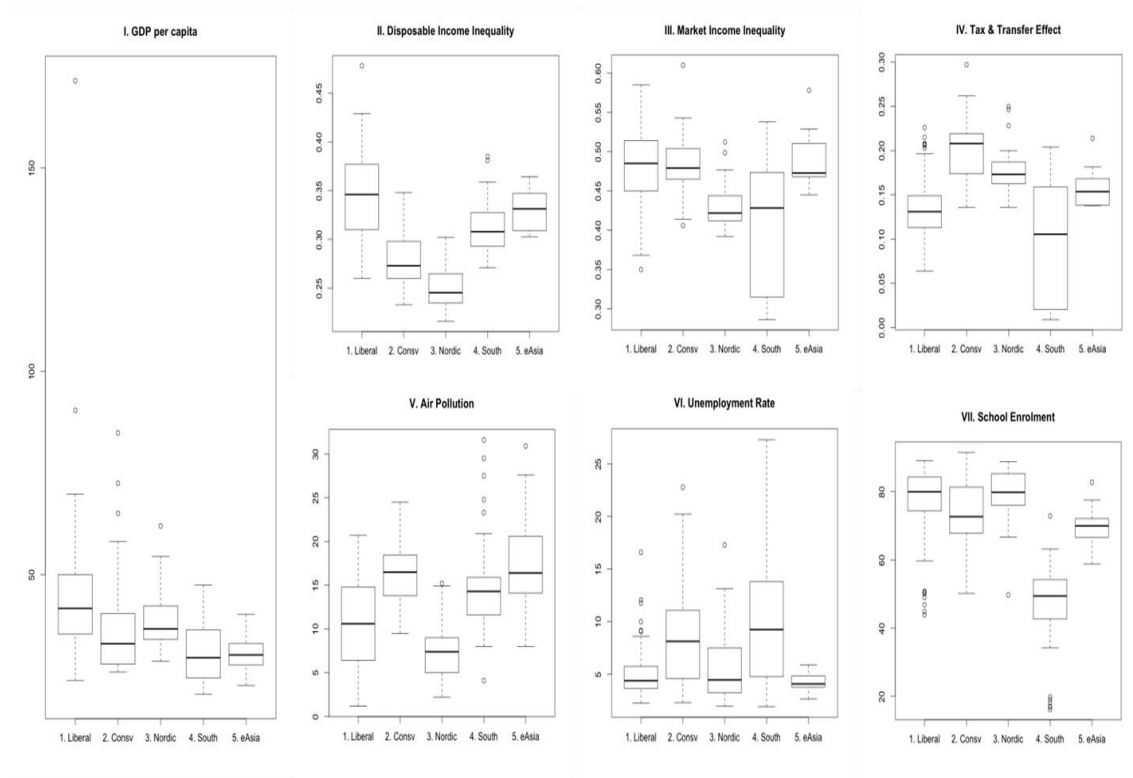 I. GDP per capita
150
100
50
1. Liberal 2. Consv 3. Nordic 4. South 5. eAsia
II. Disposable Income Inequality
0.45
0.40
0.35
0.30
0.25
1. Liberal 2. Consv 3. Nordic 4. South 5. eAsia
III. Market Income Inequality
0.60
0.55
0.50
0.45
0.40
0.35
0.30
1. Liberal 2. Consv 3. Nordic 4. South 5. eAsia
IV. Tax & Transfer Effect
0.30
0.25
0.20
0.15
0.10
0.05
0.00
1. Liberal 2. Consv 3. Nordic 4. South 5. eAsia
V. Air Pollution
30
25
20
15
10
5
0
1. Liberal 2. Consv 3. Nordic 4. South 5. eAsia
VI. Unemployment Rate
25
20
15
10
5
1. Liberal 2. Consv 3. Nordic 4. South 5. eAsia
VII. School Enrolment
80
60
40
20
1. Liberal 2. Consv 3. Nordic 4. South 5. eAsia